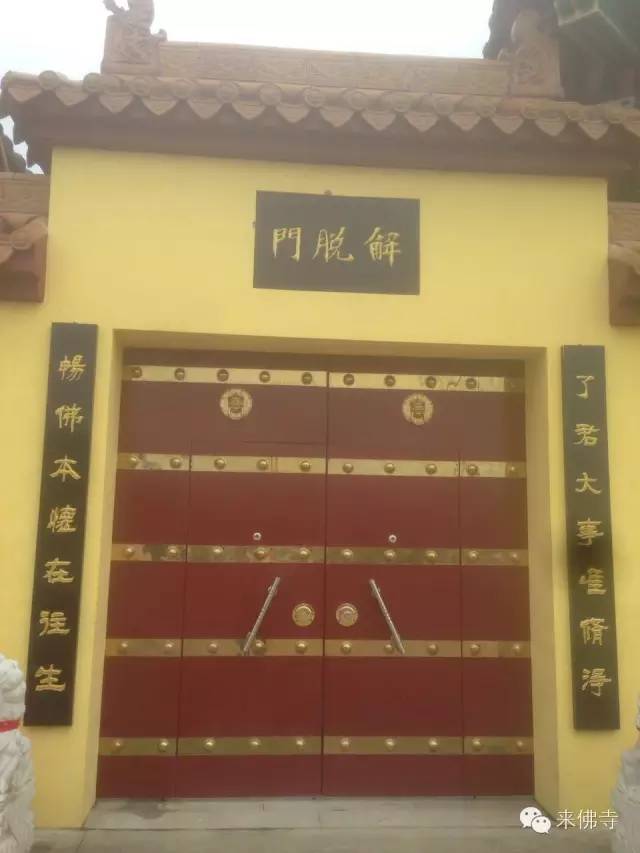 解脫門
了君大事唯脩淨
暢佛本懷在往生
来佛寺